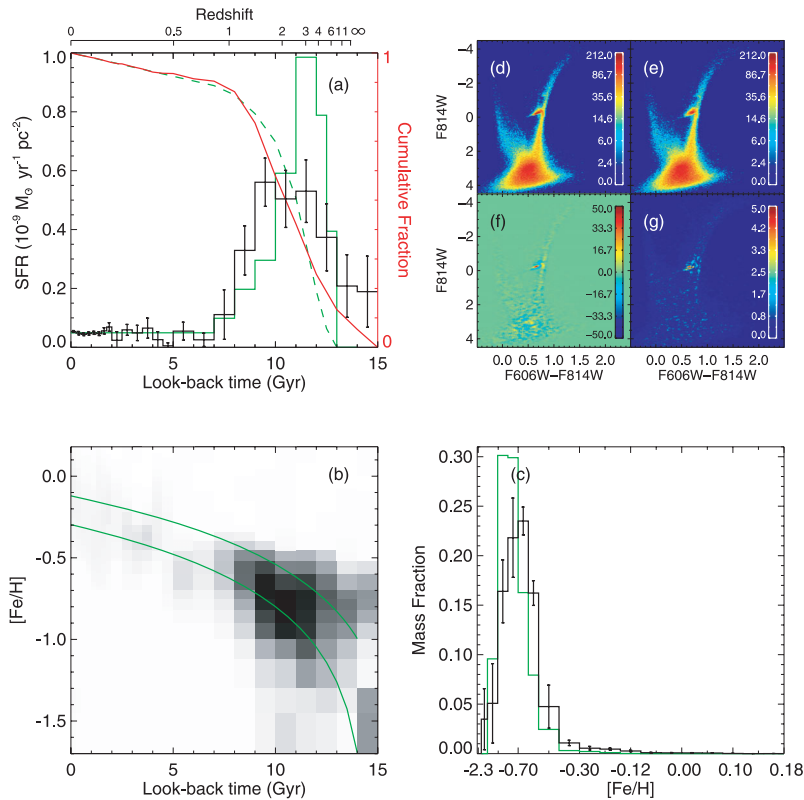 Redshift
0 0.5 1 2 3 4 6 11 ∞
1.0
0.8
0.6
0.4
0.2
0.0
SFR (10⁻⁹ M☉ yr⁻¹ pc⁻²)
(a)
1
0
Cumulative Fraction
0 5 10 15
Look-back time (Gyr)
−4
−2
0
2
4
F814W
(d)
212.0
86.7
35.6
14.6
6.0
2.4
0.0
(e)
212.0
86.7
35.6
14.6
6.0
2.4
0.0
−4
−2
0
2
4
F814W
(f)
50.0
33.3
16.7
0.0
−16.7
−33.3
−50.0
(g)
5.0
4.2
3.3
2.5
1.7
0.8
0.0
0.0 0.5 1.0 1.5 2.0
F606W−F814W
0.0 0.5 1.0 1.5 2.0
F606W−F814W
0.0
−0.5
−1.0
−1.5
[Fe/H]
(b)
0 5 10 15
Look-back time (Gyr)
0.30
0.25
0.20
0.15
0.10
0.05
0.00
Mass Fraction
(c)
−2.3 −0.70 −0.30 −0.12 0.00 0.10 0.18
[Fe/H]